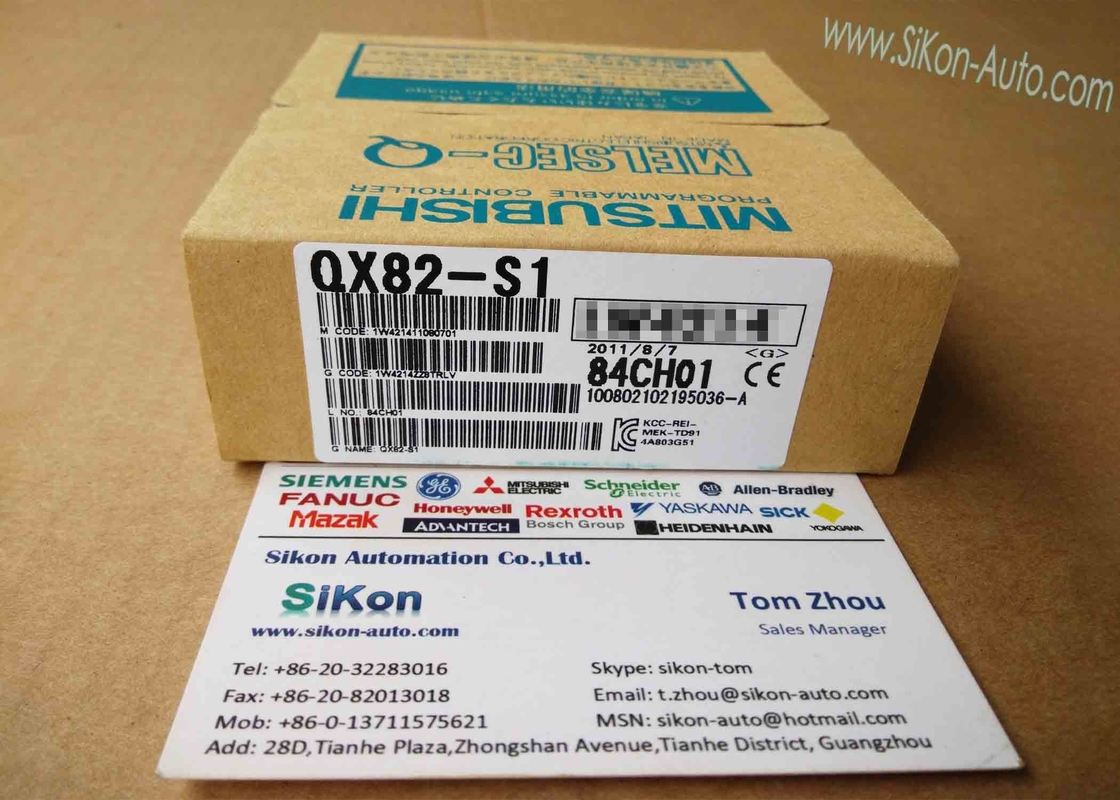 www.SiKon-Auto.com
MELSEC-Q
PROGRAMMABLE CONTROLLER
MITSUBISHI
QX82-S1
M CODE: 1W421411080701
2011/8/7 <G>
G CODE: 1W4214ZZ8TRLV
84CH01 CE
100802102195036-A
L NO.: 84CH01
KCC-REI-
MEK-TD91
4A803G51
G NAME: QX82-S1
SIEMENS GE MITSUBISHI ELECTRIC Schneider Electric AB Allen-Bradley
FANUC Honeywell Rexroth Bosch Group YASKAWA SICK YOKOGAWA
Mazak ADVANTECH HEIDENHAIN
Sikon Automation Co.,Ltd.
SiKon
Tom Zhou
www.sikon-auto.com
Sales Manager
Tel: +86-20-32283016
Skype: sikon-tom
Fax: +86-20-82013018
Email: t.zhou@sikon-auto.com
Mob: +86-0-13711575621
MSN: sikon-auto@hotmail.com
Add: 28D,Tianhe Plaza,Zhongshan Avenue,Tianhe District, Guangzhou